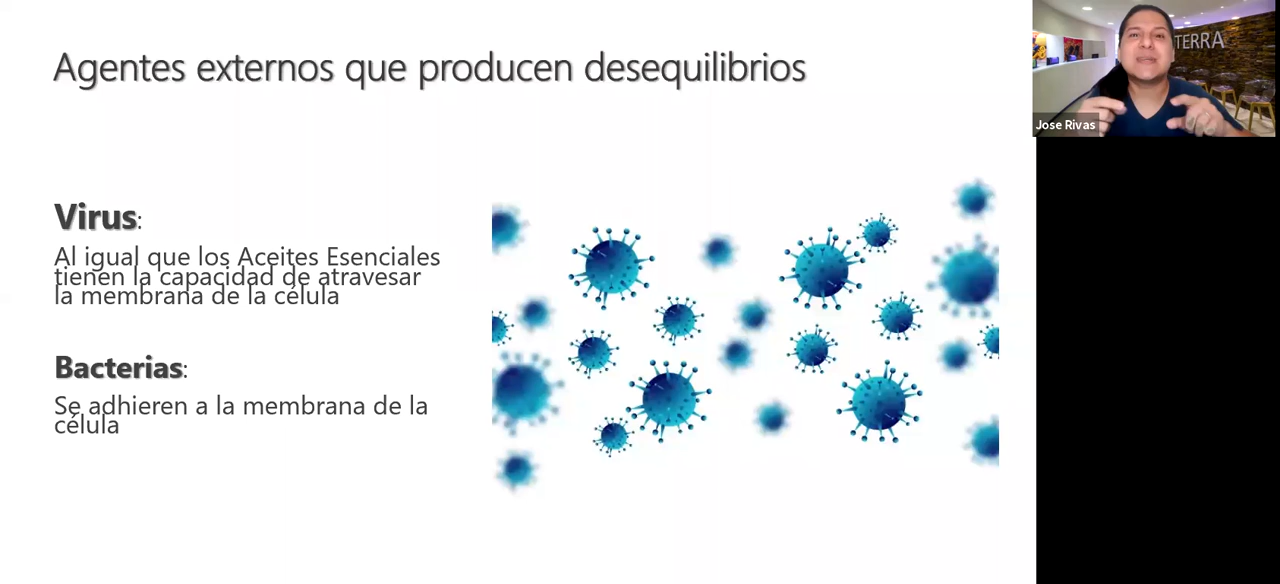 Agentes externos que producen desequilibrios
TERRA
Jose Rivas
Virus:
Al igual que los Aceites Esenciales
tienen la capacidad de atravesar
la membrana de la célula
Bacterias:
Se adhieren a la membrana de la
célula